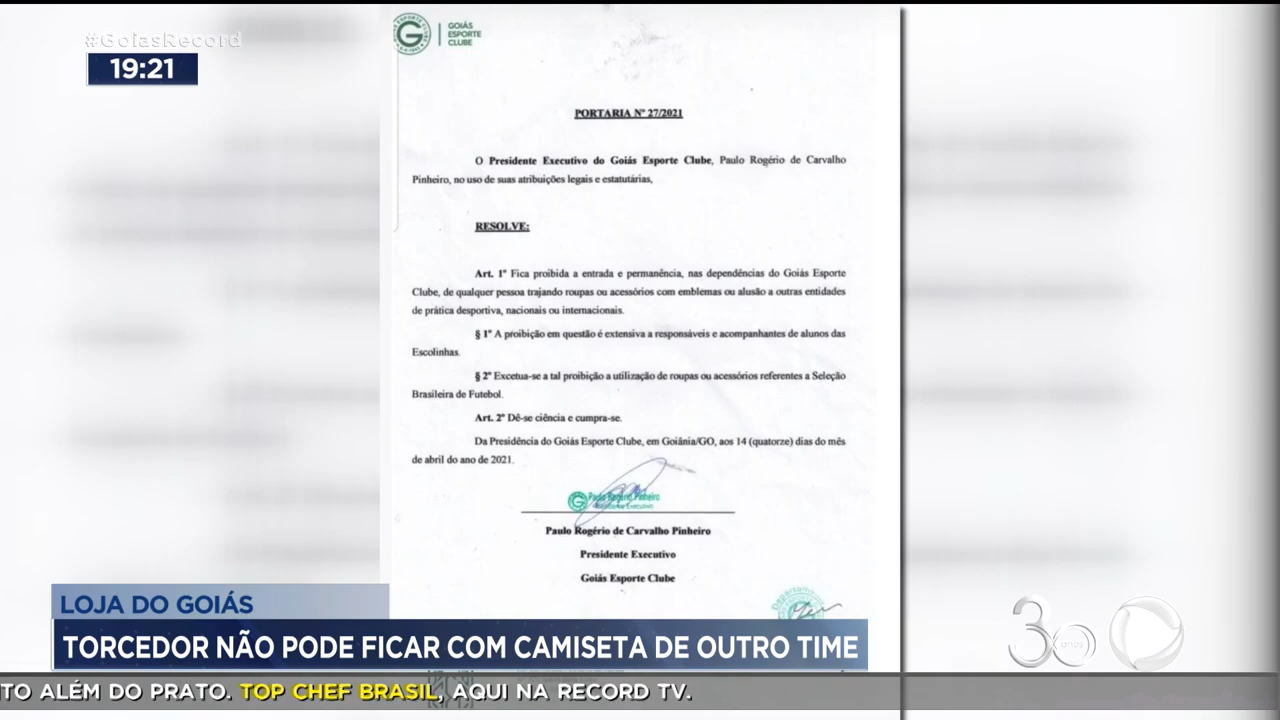 #GoiasRecord
19:21
GOIÁS
ESPORTE
CLUBE
PORTARIA Nº 27/2021
O Presidente Executivo do Goiás Esporte Clube, Paulo Rogério de Carvalho
Pinheiro, no uso de suas atribuições legais e estatutárias,
RESOLVE:
Art. 1º Fica proibida a entrada e permanência, nas dependências do Goiás Esporte
Clube, de qualquer pessoa trajando roupas ou acessórios com emblemas ou alusão a outras entidades
de prática desportiva, nacionais ou internacionais.
§ 1º A proibição em questão é extensiva a responsáveis e acompanhantes de alunos das
Escolinhas.
§ 2º Excetua-se a tal proibição a utilização de roupas ou acessórios referentes a Seleção
Brasileira de Futebol.
Art. 2º Dê-se ciência e cumpra-se.
Da Presidência do Goiás Esporte Clube, em Goiânia/GO, aos 14 (quatorze) dias do mês
de abril do ano de 2021.
Paulo Rogério Pinheiro
Paulo Rogério de Carvalho Pinheiro
Presidente Executivo
Goiás Esporte Clube
LOJA DO GOIÁS
TORCEDOR NÃO PODE FICAR COM CAMISETA DE OUTRO TIME
30 anos
TO ALÉM DO PRATO. TOP CHEF BRASIL, AQUI NA RECORD TV.